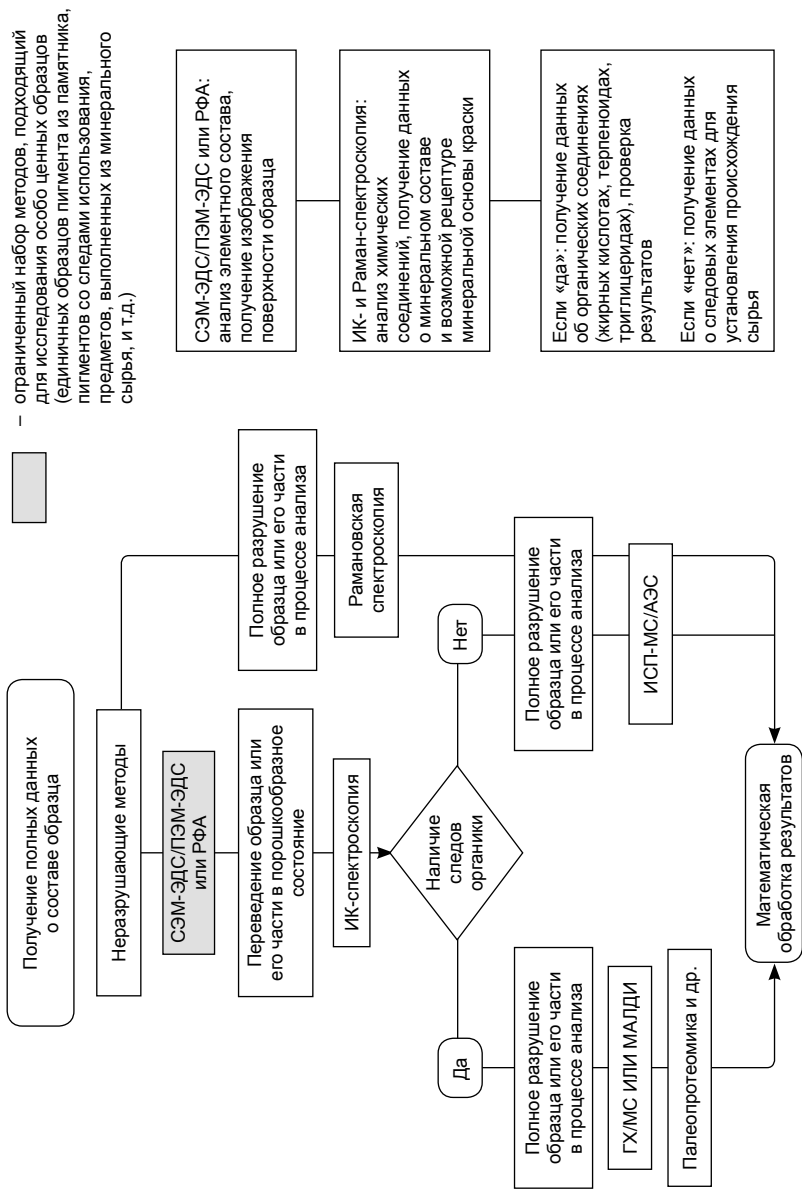 Получение полных данных
о составе образца
Неразрушающие методы
СЭМ-ЭДС/ПЭМ-ЭДС
или РФА
Переведение образца или
его части в порошкообразное
состояние
ИК-спектроскопия
Наличие
следов
органики
Да
Нет
Полное разрушение
образца или его части
в процессе анализа
ГХ/МС ИЛИ МАЛДИ
Палеопротеомика и др.
Полное разрушение
образца или его части
в процессе анализа
ИСП-МС/АЭС
Полное разрушение
образца или его части
в процессе анализа
Рамановская
спектроскопия
Математическая
обработка результатов
– ограниченный набор методов, подходящий
для исследования особо ценных образцов
(единичных образцов пигмента из памятника,
пигментов со следами использования,
предметов, выполненных из минерального
сырья, и т.д.)
СЭМ-ЭДС/ПЭМ-ЭДС или РФА:
анализ элементного состава,
получение изображения
поверхности образца
ИК- и Раман-спектроскопия:
анализ химических
соединений, получение данных
о минеральном составе
и возможной рецептуре
минеральной основы краски
Если «да»: получение данных
об органических соединениях
(жирных кислотах, терпеноидах,
триглицеридах), проверка
результатов
Если «нет»: получение данных
о следовых элементах для
установления происхождения
сырья